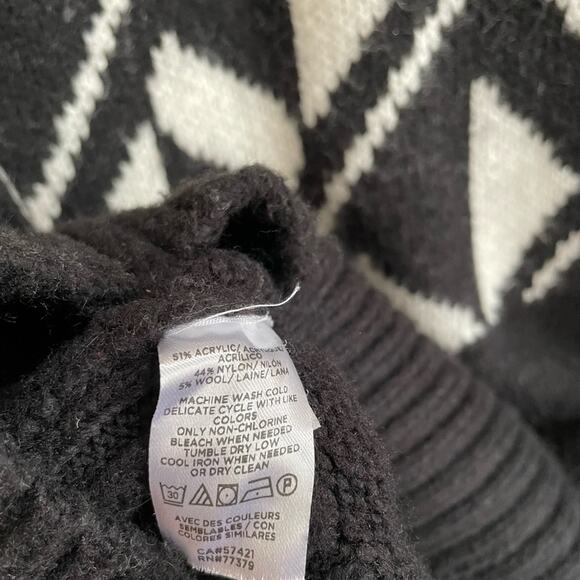 51% ACRYLIC/
ACRÍLICO
44% NYLON/NILÓN
5% WOOL/LAINE/LANA
MACHINE WASH COLD
DELICATE CYCLE WITH LIKE
COLORS
ONLY NON-CHLORINE
BLEACH WHEN NEEDED
TUMBLE DRY LOW
COOL IRON WHEN NEEDED
OR DRY CLEAN
30 P
AVEC DES COULEURS
SEMBLABLES / CON
COLORES SIMILARES
CA#57421
RN#77379